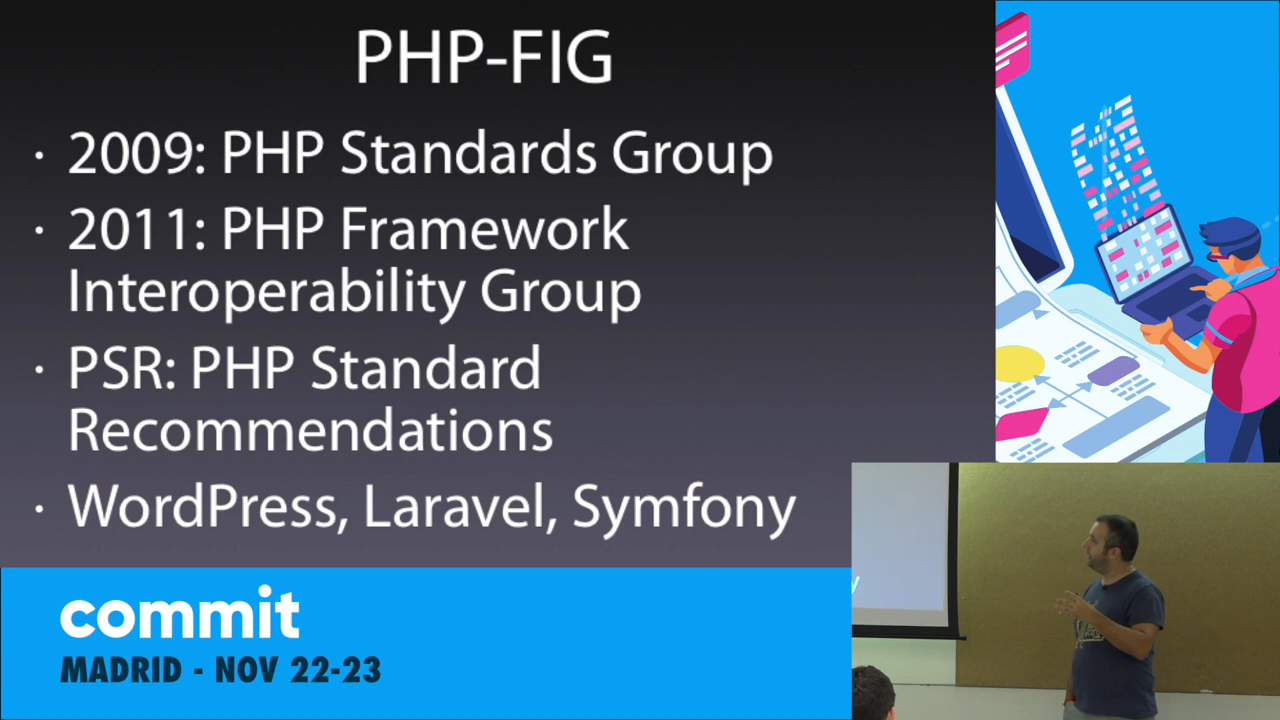 PHP-FIG
· 2009: PHP Standards Group
· 2011: PHP Framework
Interoperability Group
· PSR: PHP Standard
Recommendations
· WordPress, Laravel, Symfony
commit
MADRID - NOV 22-23
y